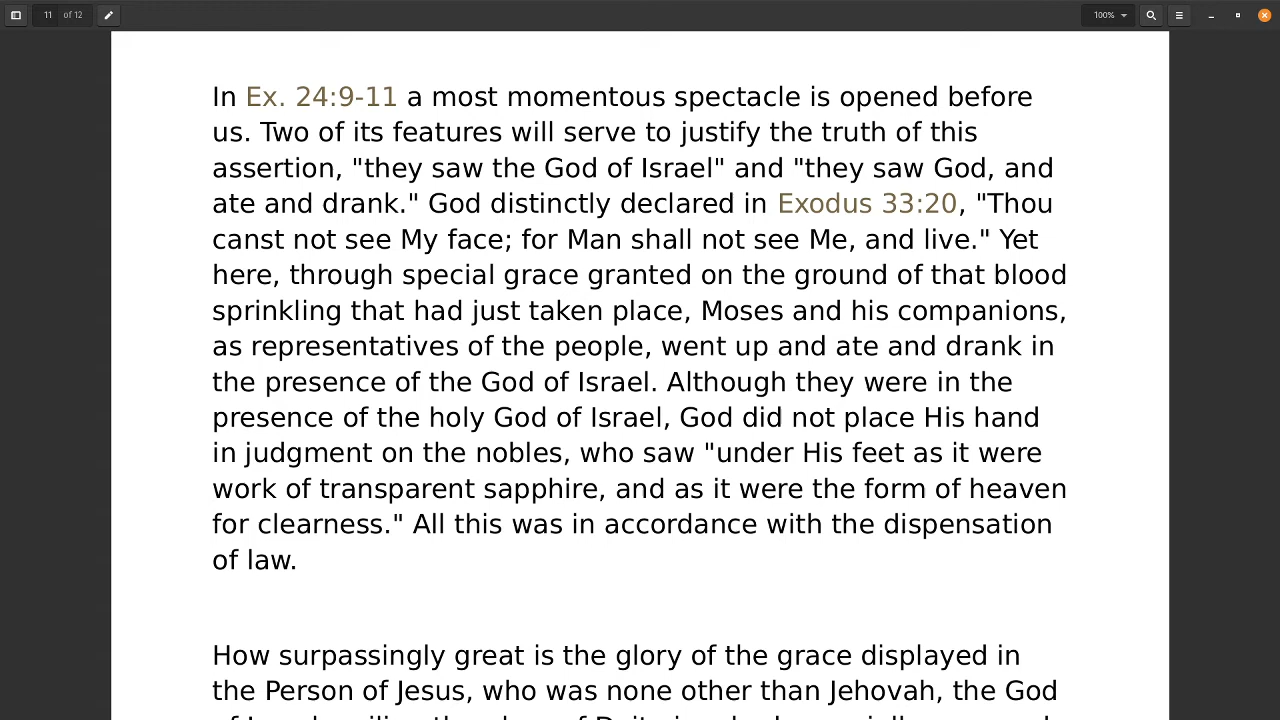 11 of 12
100%
In Ex. 24:9-11 a most momentous spectacle is opened before
us. Two of its features will serve to justify the truth of this
assertion, "they saw the God of Israel" and "they saw God, and
ate and drank." God distinctly declared in Exodus 33:20, "Thou
canst not see My face; for Man shall not see Me, and live." Yet
here, through special grace granted on the ground of that blood
sprinkling that had just taken place, Moses and his companions,
as representatives of the people, went up and ate and drank in
the presence of the God of Israel. Although they were in the
presence of the holy God of Israel, God did not place His hand
in judgment on the nobles, who saw "under His feet as it were
work of transparent sapphire, and as it were the form of heaven
for clearness." All this was in accordance with the dispensation
of law.
How surpassingly great is the glory of the grace displayed in
the Person of Jesus, who was none other than Jehovah, the God